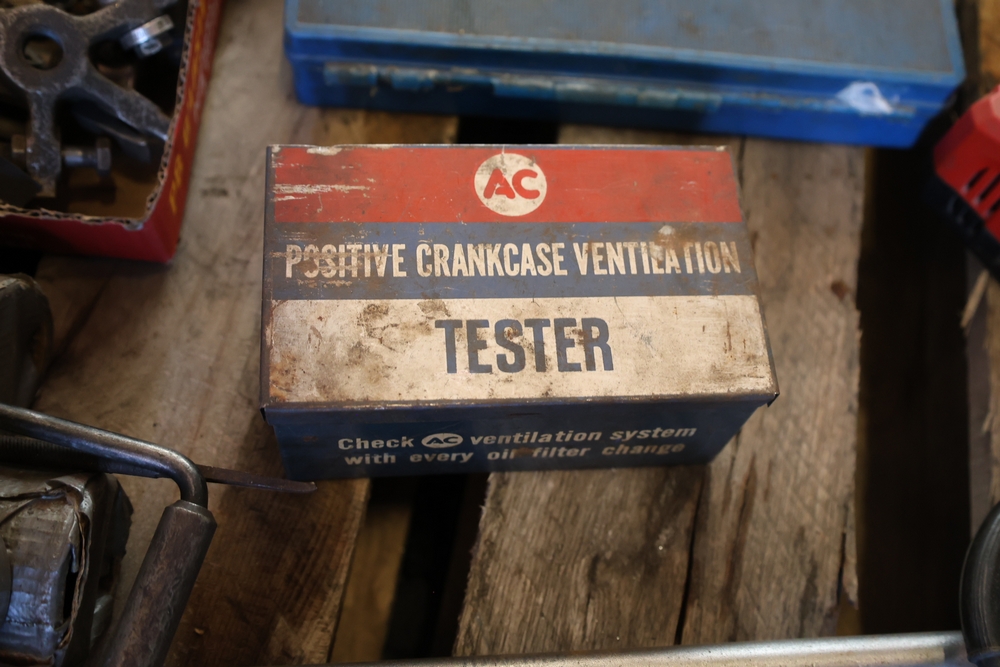 AC
POSITIVE CRANKCASE VENTILATION
TESTER
Check AC ventilation system
with every oil filter change